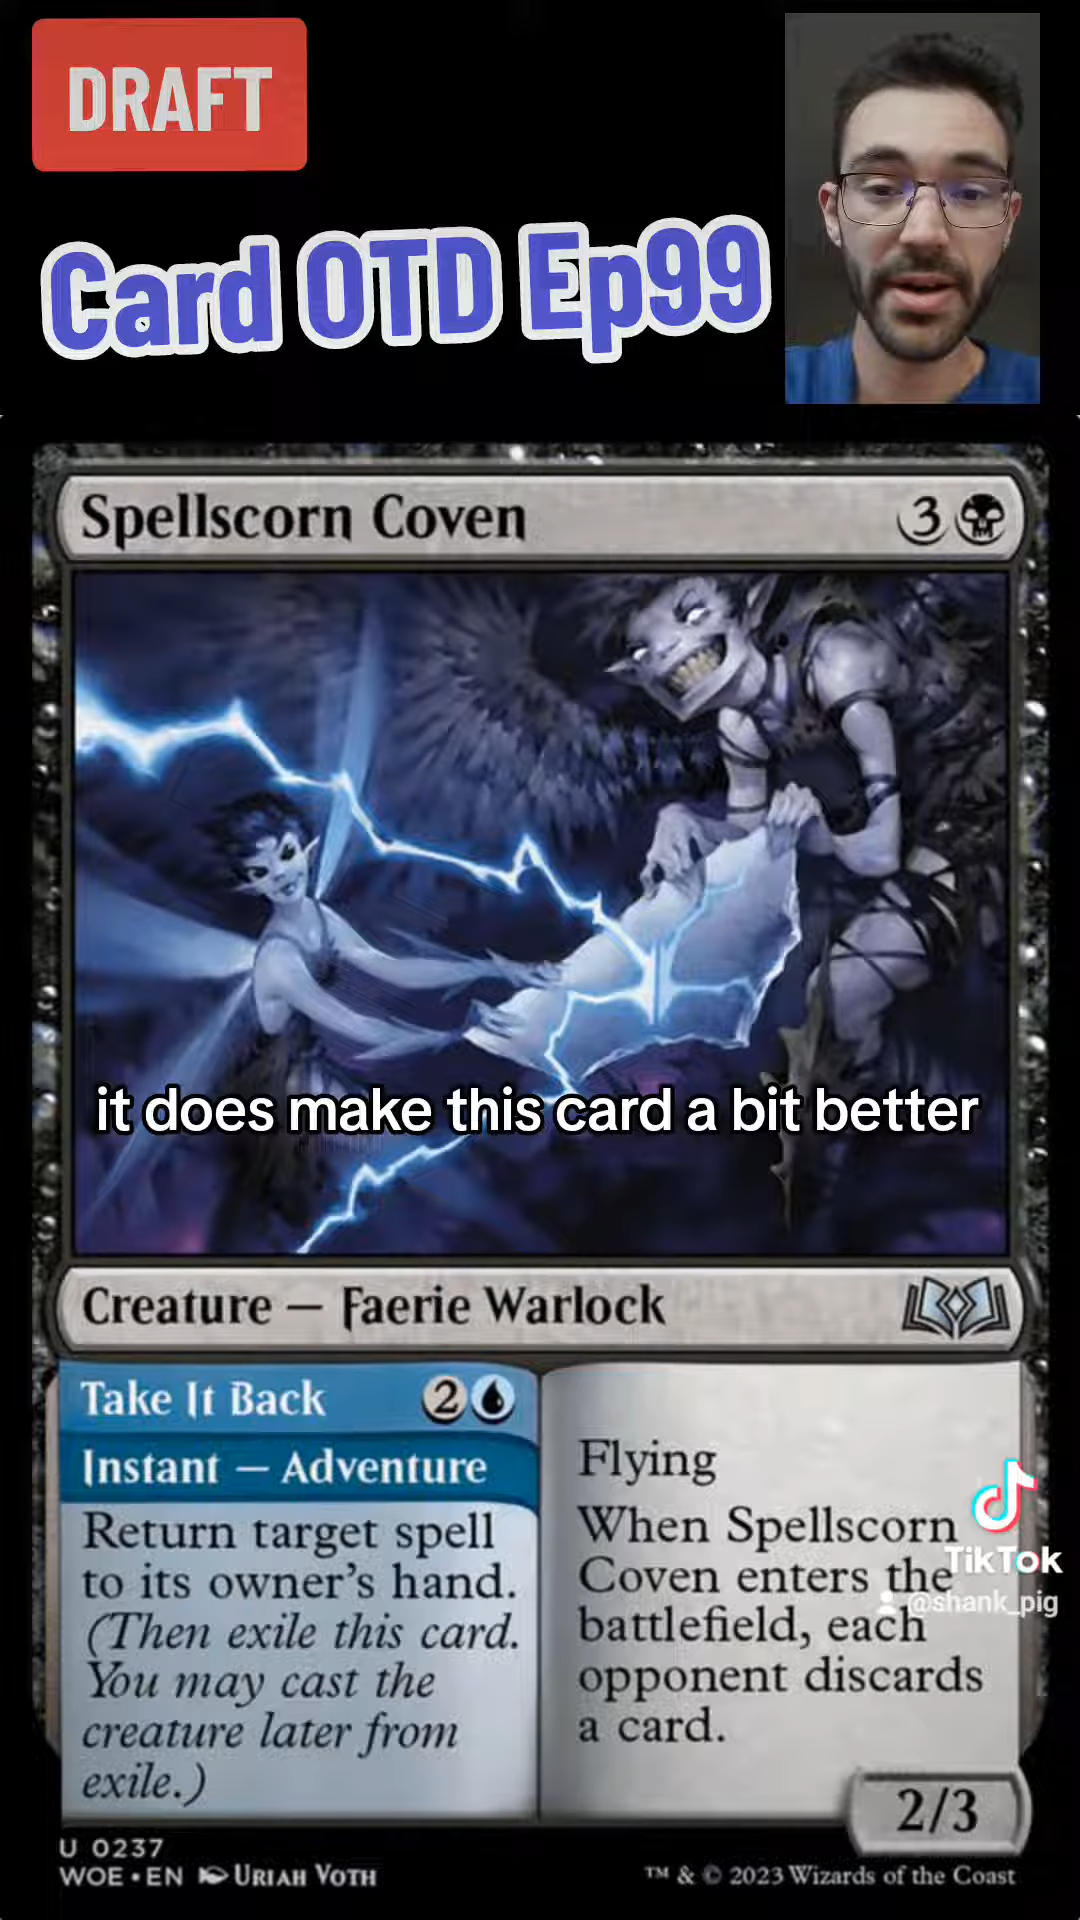 DRAFT
Card OTD Ep99
Spellscorn Coven 3
it does make this card a bit better
Creature — Faerie Warlock
Take It Back 2
Instant — Adventure
Return target spell
to its owner's hand.
(Then exile this card.
You may cast the
creature later from
exile.)
Flying
When Spellscorn
Coven enters the
battlefield, each
opponent discards
a card.
TikTok
@shank_pig
2/3
U 0237
WOE • EN Uriah Voth
™ & © 2023 Wizards of the Coast